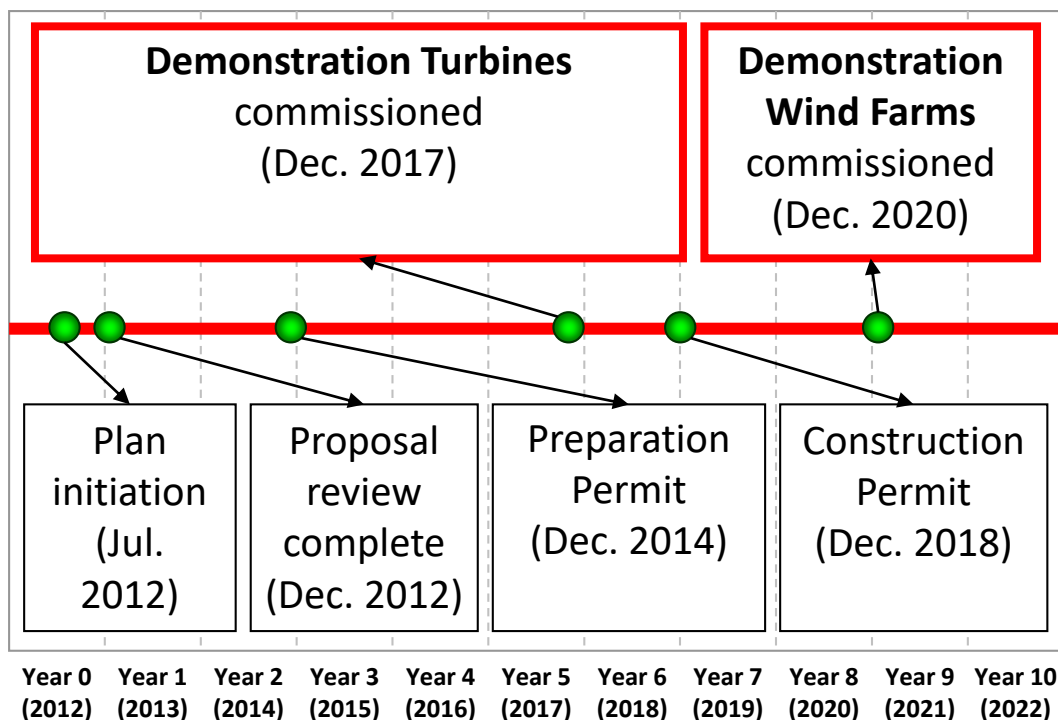 Demonstration Turbines
commissioned
(Dec. 2017)
Demonstration
Wind Farms
commissioned
(Dec. 2020)
Plan
initiation
(Jul.
2012)
Proposal
review
complete
(Dec. 2012)
Preparation
Permit
(Dec. 2014)
Construction
Permit
(Dec. 2018)
Year 0 Year 1 Year 2 Year 3 Year 4 Year 5 Year 6 Year 7 Year 8 Year 9 Year 10
(2012) (2013) (2014) (2015) (2016) (2017) (2018) (2019) (2020) (2021) (2022)